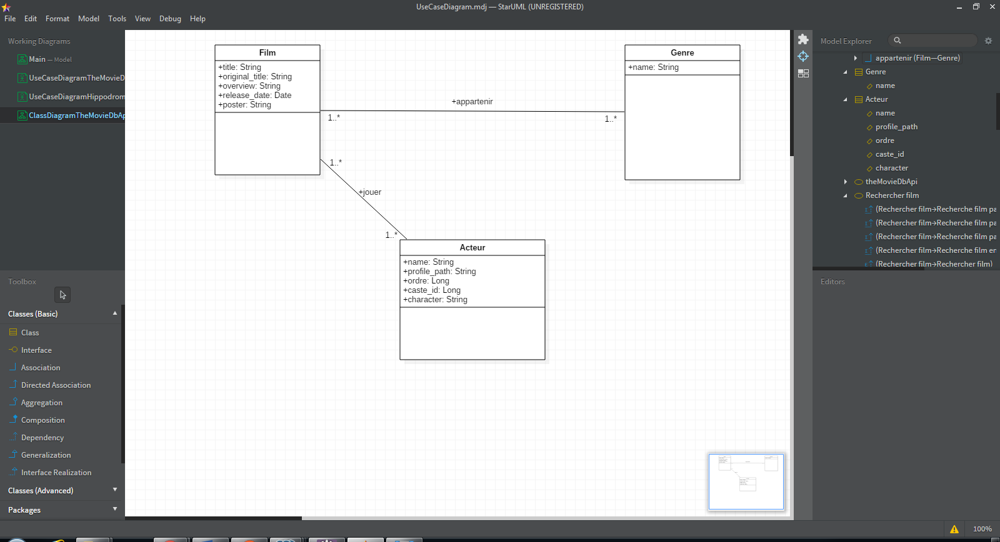 UseCaseDiagram.mdj — StarUML (UNREGISTERED)
File Edit Format Model Tools View Debug Help
Working Diagrams
Main — Model
UseCaseDiagramTheMovieD
UseCaseDiagramHippodrom
ClassDiagramTheMovieDbAp
Toolbox
Classes (Basic)
Class
Interface
Association
Directed Association
Aggregation
Composition
Dependency
Generalization
Interface Realization
Classes (Advanced)
Packages
Film
+title: String
+original_title: String
+overview: String
+release_date: Date
+poster: String
+appartenir
1..*
1..*
Genre
+name: String
1..*
+jouer
1..*
Acteur
+name: String
+profile_path: String
+ordre: Long
+caste_id: Long
+character: String
Model Explorer
appartenir (Film—Genre)
Genre
name
Acteur
name
profile_path
ordre
caste_id
character
theMovieDbApi
Rechercher film
(Rechercher film→Recherche film pa
(Rechercher film→Recherche film pa
(Rechercher film→Recherche film pa
(Rechercher film→Recherche film en
(Rechercher film→Rechercher film)
Editors
100%